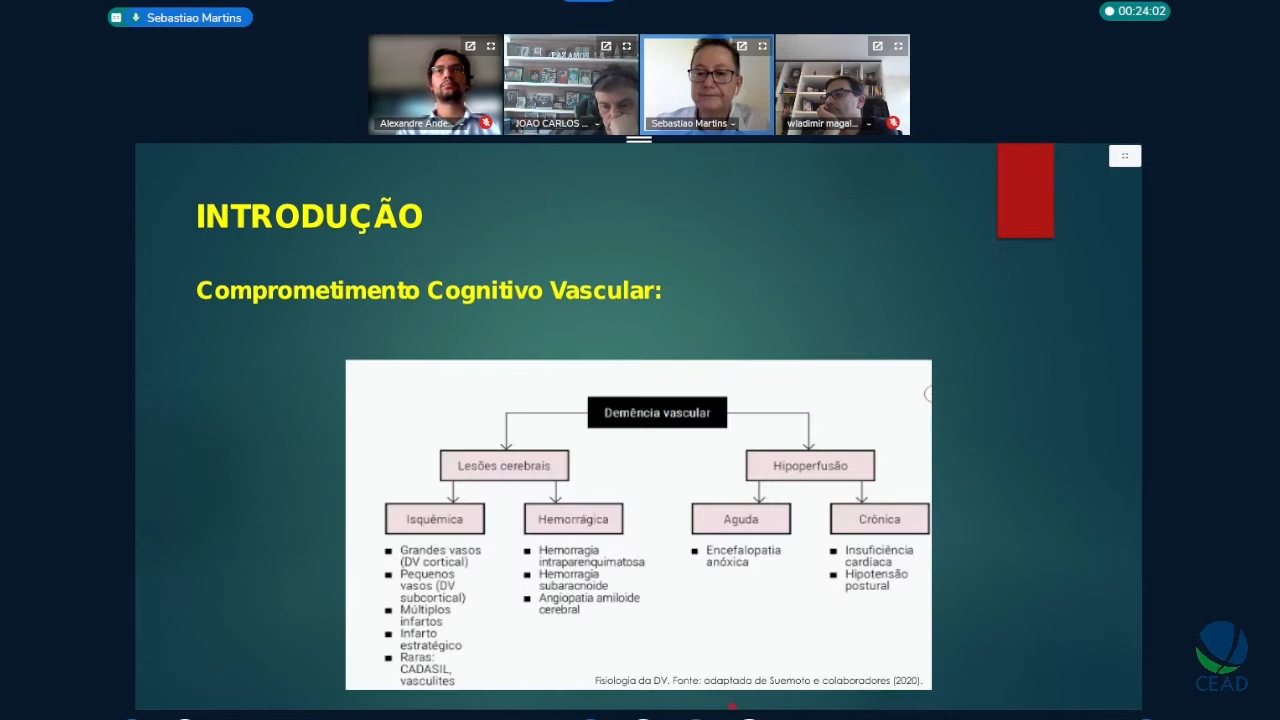 Sebastiao Martins
00:24:02
Alexandre Ande...
JOAO CARLOS ...
Sebastiao Martins
wladimir magal...
INTRODUÇÃO
Comprometimento Cognitivo Vascular:
Demência vascular
Lesões cerebrais
Hipoperfusão
Isquêmica
Hemorrágica
Aguda
Crônica
Grandes vasos
(DV cortical)
Pequenos
vasos (DV
subcortical)
Múltiplos
infartos
Infarto
estratégico
Raras:
CADASIL,
vasculites
Hemorragia
intraparenquimatosa
Hemorragia
subaracnoide
Angiopatia amiloide
cerebral
Encefalopatia
anóxica
Insuficiência
cardíaca
Hipotensão
postural
Fisiologia da DV. Fonte: adaptada de Suemoto e colaboradores (2020).
CEAD